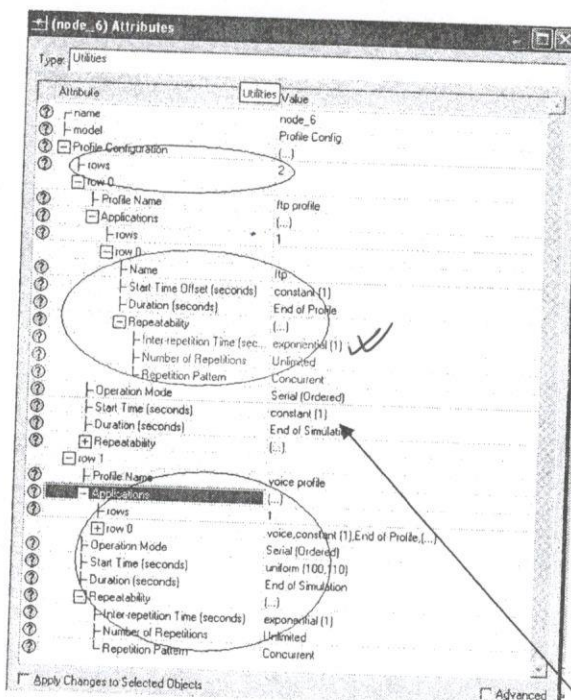 (node_6) Attributes
Type: Utilities
Attribute Utilities Value
name node_6
model Profile Config
Profile Configuration (...)
rows 2
row 0
Profile Name ftp profile
Applications (...)
rows 1
row 0
Name ftp
Start Time Offset (seconds) constant (1)
Duration (seconds) End of Profile
Repeatability (...)
Inter-repetition Time (sec... exponential (1)
Number of Repetitions Unlimited
Repetition Pattern Concurrent
Operation Mode Serial (Ordered)
Start Time (seconds) constant (1)
Duration (seconds) End of Simulation
Repeatability (...)
row 1
Profile Name voice profile
Applications (...)
rows 1
row 0 voice,constant (1),End of Profile,(...)
Operation Mode Serial (Ordered)
Start Time (seconds) uniform (100,110)
Duration (seconds) End of Simulation
Repeatability (...)
Inter-repetition Time (seconds) exponential (1)
Number of Repetitions Unlimited
Repetition Pattern Concurrent
Apply Changes to Selected Objects
Advanced